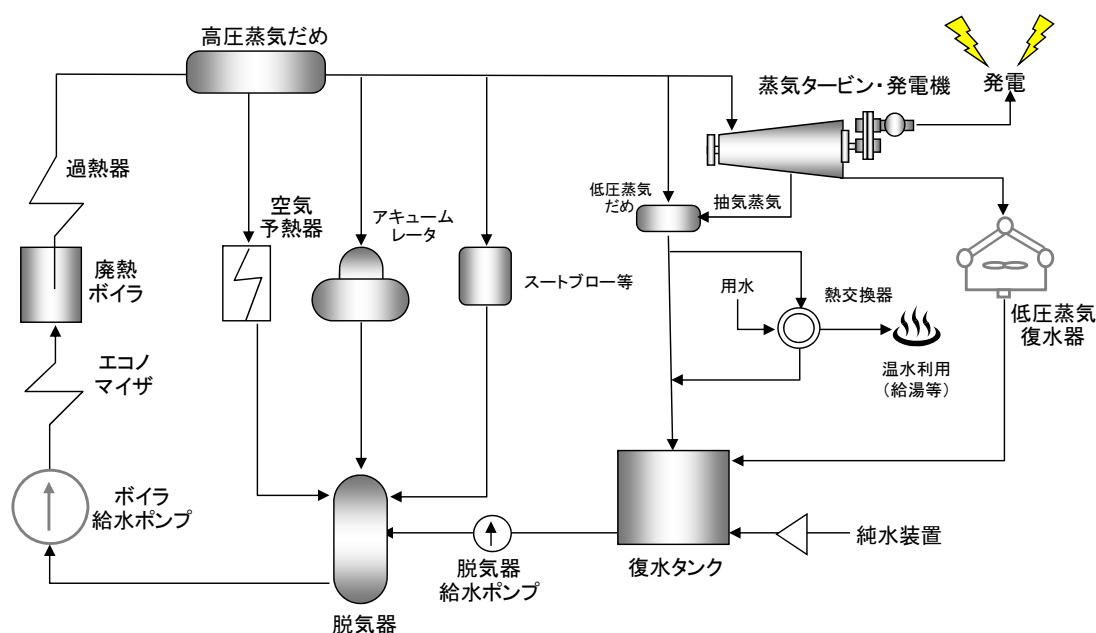 高圧蒸気だめ
発電
蒸気タービン・発電機
過熱器
低圧蒸気
だめ
抽気蒸気
空気
予熱器
アキューム
レータ
廃熱
ボイラ
スートブロー等
用水
熱交換器
低圧蒸気
復水器
エコノ
マイザ
温水利用
（給湯等）
ボイラ
給水ポンプ
純水装置
脱気器
給水ポンプ
復水タンク
脱気器